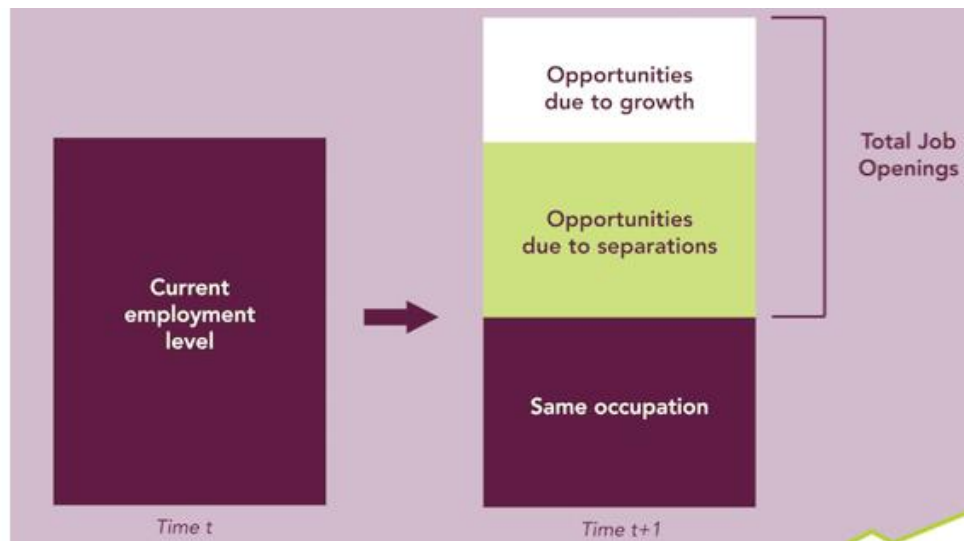 Opportunities
due to growth
Total Job
Openings
Opportunities
due to separations
Current
employment
level
Same occupation
Time t
Time t+1